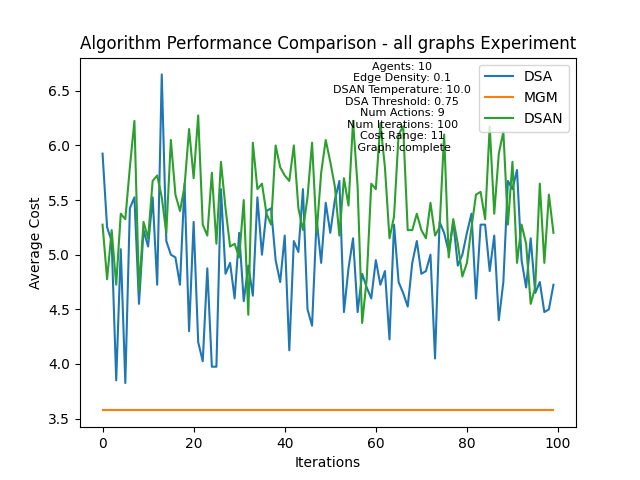 Algorithm Performance Comparison - all graphs Experiment
Agents: 10
Edge Density: 0.1
DSAN Temperature: 10.0
DSA Threshold: 0.75
Num Actions: 9
Num Iterations: 100
Cost Range: 11
Graph: complete
DSA
MGM
DSAN
Average Cost
6.5
6.0
5.5
5.0
4.5
4.0
3.5
0
20
40
60
80
100
Iterations